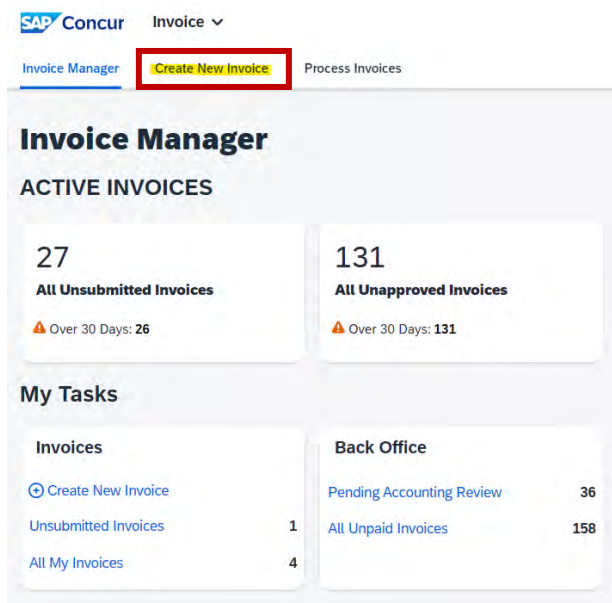 SAP Concur Invoice
Invoice Manager Create New Invoice Process Invoices
Invoice Manager
ACTIVE INVOICES
27
All Unsubmitted Invoices
Over 30 Days: 26
131
All Unapproved Invoices
Over 30 Days: 131
My Tasks
Invoices
Create New Invoice
Unsubmitted Invoices 1
All My Invoices 4
Back Office
Pending Accounting Review 36
All Unpaid Invoices 158